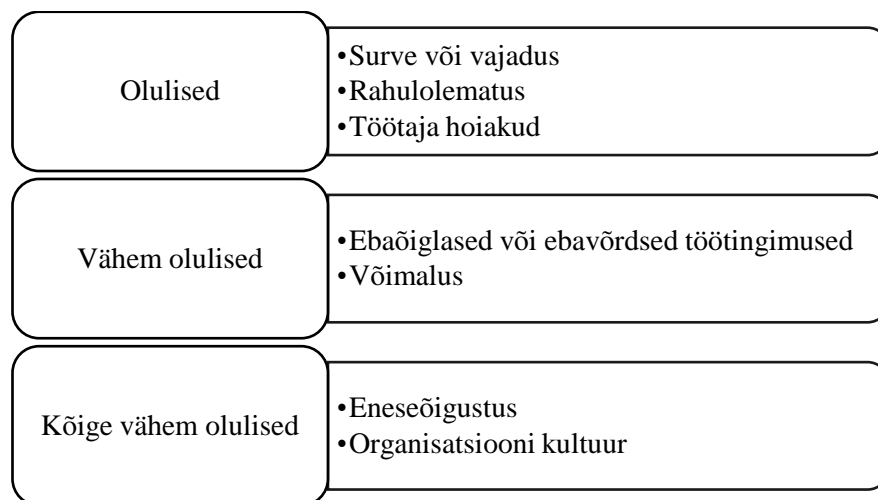 Olulised
•Surve või vajadus
•Rahulolematus
•Töötaja hoiakud
Vähem olulised
•Ebaõiglased või ebavõrdsed töötingimused
•Võimalus
Kõige vähem olulised
•Eneseõigustus
•Organisatsiooni kultuur